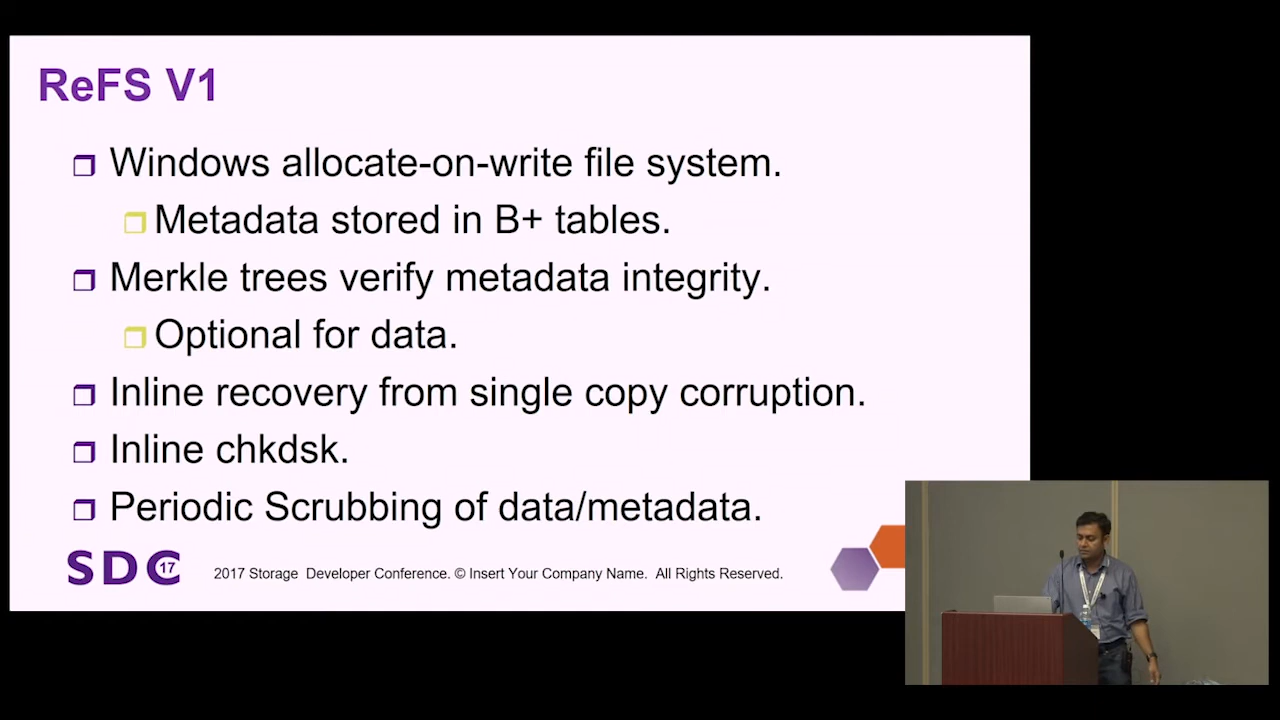 ReFS V1
Windows allocate-on-write file system.
Metadata stored in B+ tables.
Merkle trees verify metadata integrity.
Optional for data.
Inline recovery from single copy corruption.
Inline chkdsk.
Periodic Scrubbing of data/metadata.
SDC 17
2017 Storage Developer Conference. © Insert Your Company Name. All Rights Reserved.